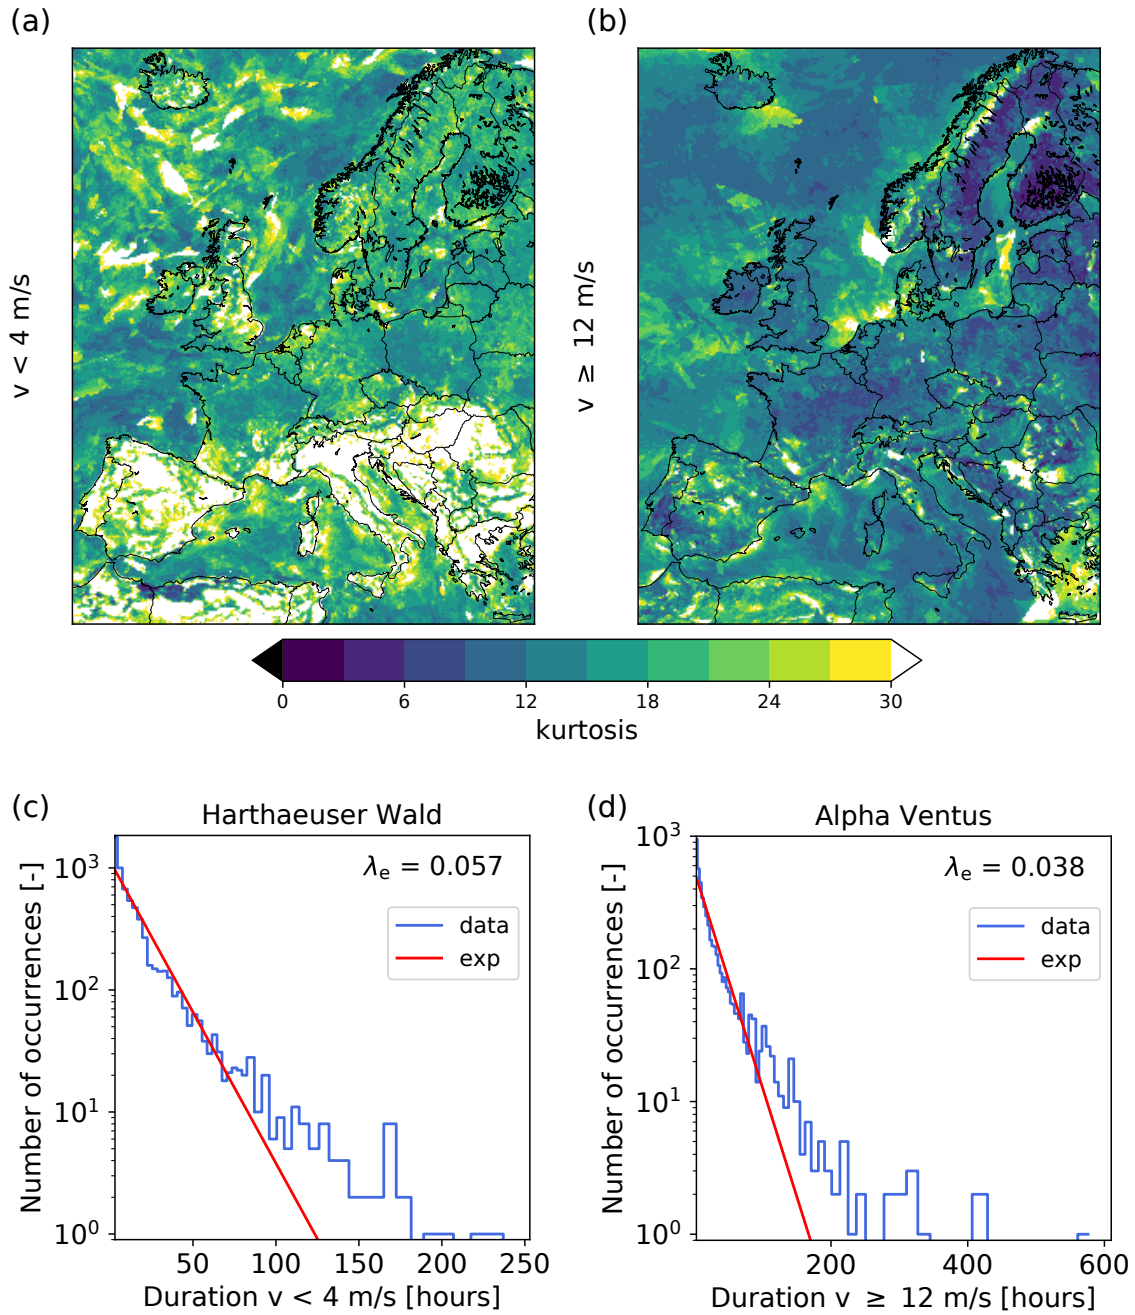 (a)
(b)
v < 4 m/s
v ≥ 12 m/s
0 6 12 18 24 30
kurtosis
(c)
Harthaeuser Wald
Number of occurrences [-]
10³
10²
10¹
10⁰
λe = 0.057
data
exp
50 100 150 200 250
Duration v < 4 m/s [hours]
(d)
Alpha Ventus
Number of occurrences [-]
10³
10²
10¹
10⁰
λe = 0.038
data
exp
200 400 600
Duration v ≥ 12 m/s [hours]